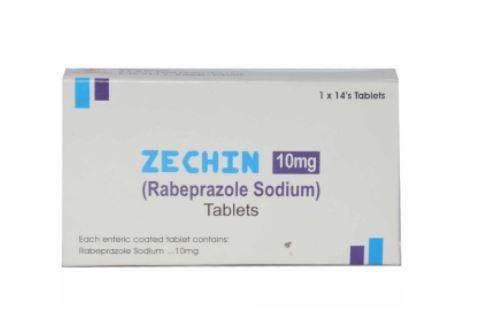 1 x 14's Tablets
ZECHIN 10mg
(Rabeprazole Sodium)
Tablets
Each enteric coated tablet contains:
Rabeprazole Sodium ...10mg